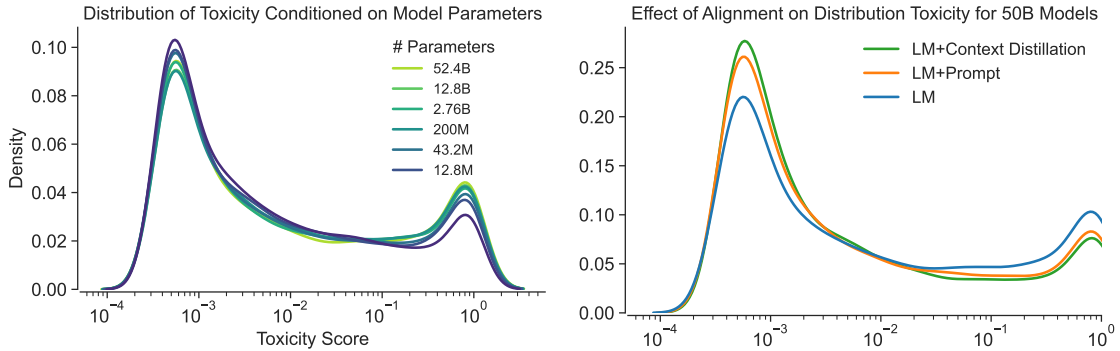 Distribution of Toxicity Conditioned on Model Parameters
Density
0.10
0.08
0.06
0.04
0.02
0.00
# Parameters
52.4B
12.8B
2.76B
200M
43.2M
12.8M
10⁻⁴ 10⁻³ 10⁻² 10⁻¹ 10⁰
Toxicity Score
Effect of Alignment on Distribution Toxicity for 50B Models
0.25
0.20
0.15
0.10
0.05
0.00
LM+Context Distillation
LM+Prompt
LM
10⁻⁴ 10⁻³ 10⁻² 10⁻¹ 10⁰